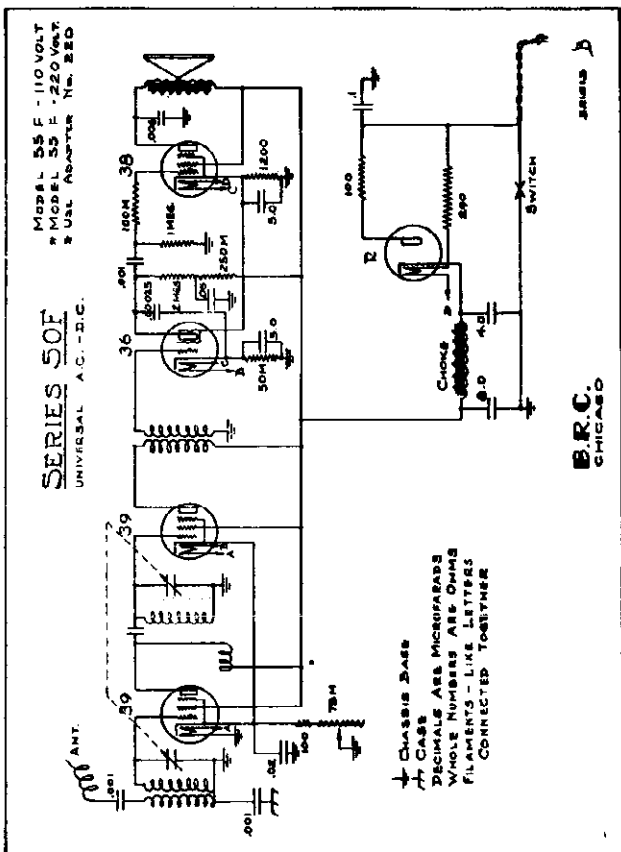 SERIES 50F
UNIVERSAL A.C. - D.C.
MODEL 55 F - 110 VOLT
* MODEL 55 F - 220 VOLT.
* USE ADAPTER No. 220
ANT.
.001
.001
39
A
.02
100
75M
39
A
B
36
B
C
.00025
2 MEG
.05
250M
50M
5.0
.001
1 MEG
100M
38
C
D
.006
1200
5.0
CHOKE
8.0
4.0
D
R
100
.1
200
SWITCH
CHASSIS BASE
CASE
DECIMALS ARE MICROFARADS
WHOLE NUMBERS ARE OHMS
FILAMENTS - LIKE LETTERS
CONNECTED TOGETHER
B.R.C.
CHICAGO
SERIES B